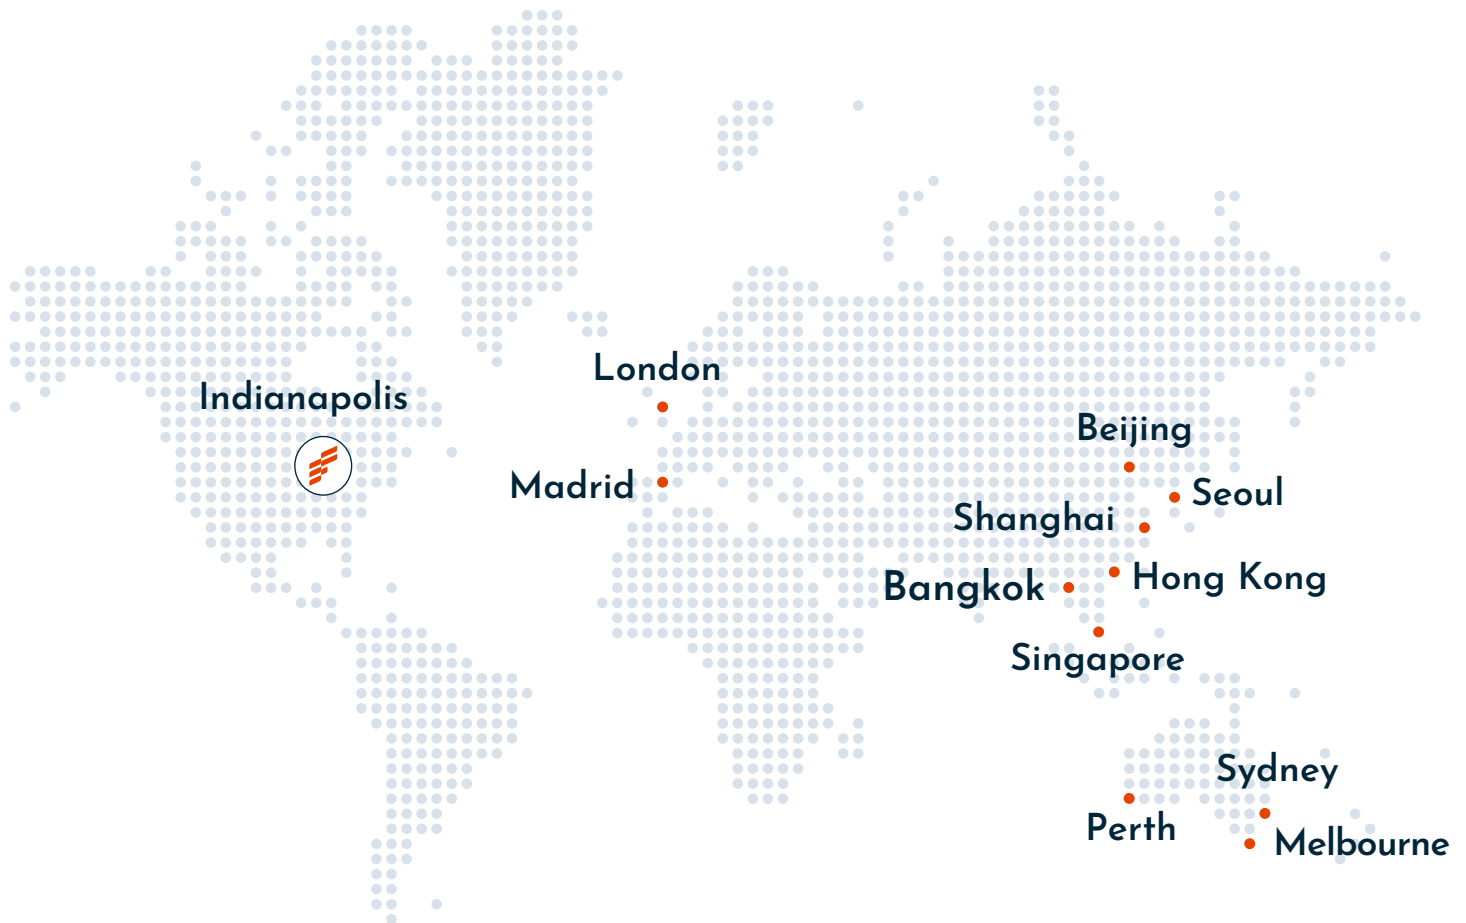 London
Indianapolis
Beijing
Madrid
Seoul
Shanghai
Hong Kong
Bangkok
Singapore
Sydney
Perth
Melbourne